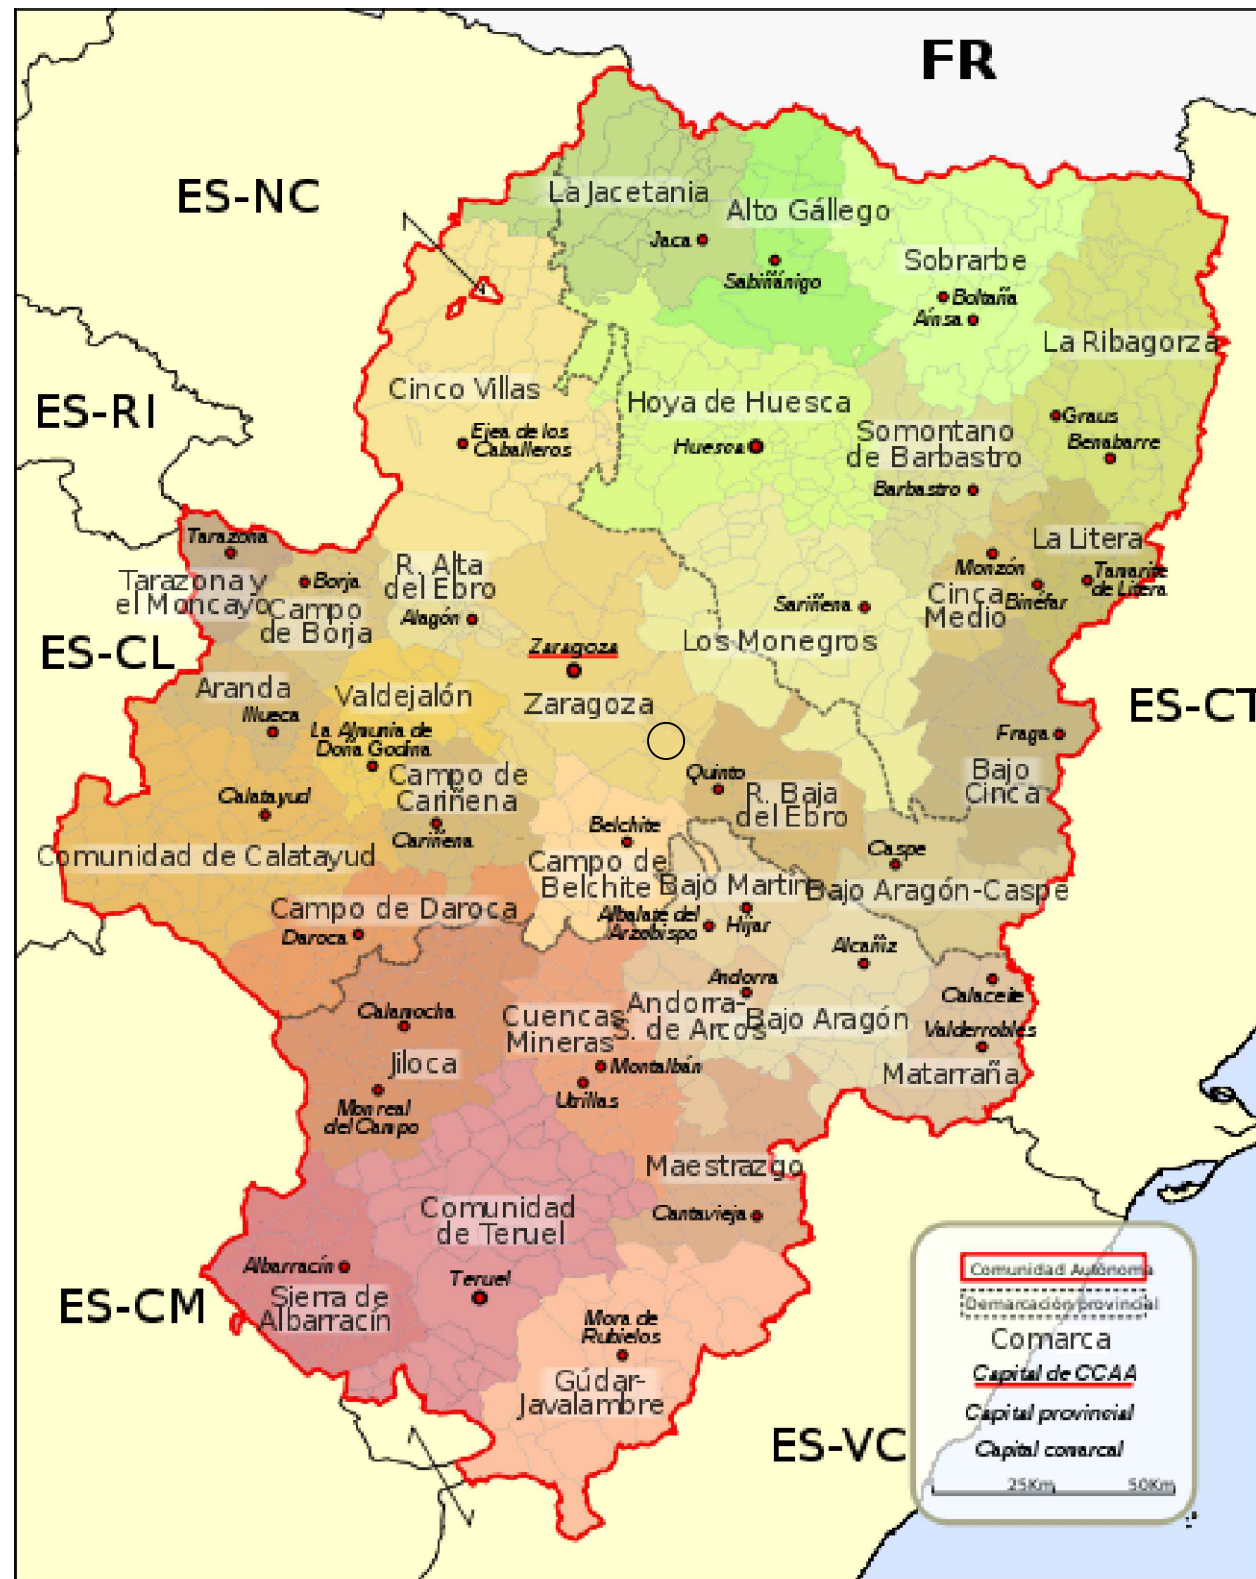 FR
ES-NC
La Jacetania
Alto Gállego
Jaca
Sabiñánigo
Sobrarbe
Boltaña
Aínsa
4
La Ribagorza
ES-RI
Cinco Villas
Ejea de los
Caballeros
Hoya de Huesca
Huesca
Somontano
de Barbastro
Barbastro
Graus
Benabarre
Tarazona
Tarazona y
el Moncayo
Borja
Campo
de Borja
R. Alta
del Ebro
Alagón
La Litera
Monzón
Tamarite
de Litera
Binéfar
Cinca
Medio
Sariñena
Los Monegros
ES-CL
Zaragoza
Zaragoza
Aranda
Illueca
Valdejalón
La Almunia de
Doña Godina
ES-CT
Fraga
Bajo
Cinca
Campo de
Cariñena
Cariñena
Calatayud
Comunidad de Calatayud
Quinto
R. Baja
del Ebro
Belchite
Campo de
Belchite
Caspe
Bajo Aragón-Caspe
Bajo Martín
Albalate del
Arzobispo
Híjar
Campo de Daroca
Daroca
Alcañiz
Andorra
Andorra-
S. de Arcos
Bajo Aragón
Calaceite
Valderrobles
Matarraña
Calamocha
Jiloca
Monreal
del Campo
Cuencas
Mineras
Montalbán
Utrillas
Maestrazgo
Cantavieja
Comunidad
de Teruel
Teruel
Albarracín
Sierra de
Albarracín
ES-CM
Mora de
Rubielos
Gúdar-
Javalambre
ES-VC
Comunidad Autónoma
Demarcación provincial
Comarca
Capital de CCAA
Capital provincial
Capital comarcal
25Km
50Km